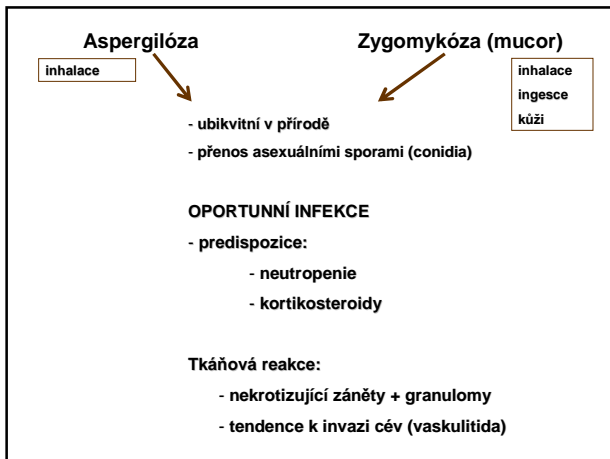 Aspergilóza
Zygomykóza (mucor)
inhalace
inhalace
ingesce
kůži
- ubikvitní v přírodě
- přenos asexuálními sporami (conidia)
OPORTUNNÍ INFEKCE
- predispozice:
- neutropenie
- kortikosteroidy
Tkáňová reakce:
- nekrotizující záněty + granulomy
- tendence k invazi cév (vaskulitida)